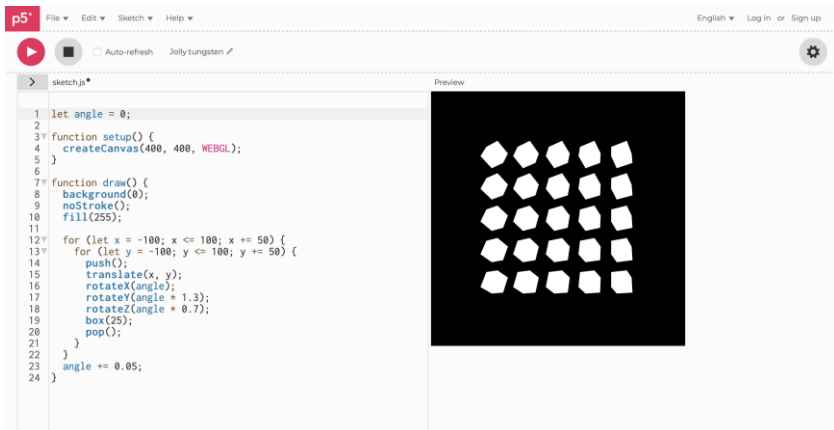 p5* File Edit Sketch Help English Log in or Sign up
Auto-refresh Jolly tungsten
sketch.js Preview
1 let angle = 0;
2
3 function setup() {
4   createCanvas(400, 400, WEBGL);
5 }
6
7 function draw() {
8   background(0);
9   noStroke();
10   fill(255);
11
12   for (let x = -100; x <= 100; x += 50) {
13     for (let y = -100; y <= 100; y += 50) {
14       push();
15       translate(x, y);
16       rotateX(angle);
17       rotateY(angle * 1.3);
18       rotateZ(angle * 0.7);
19       box(25);
20       pop();
21     }
22   }
23   angle += 0.05;
24 }